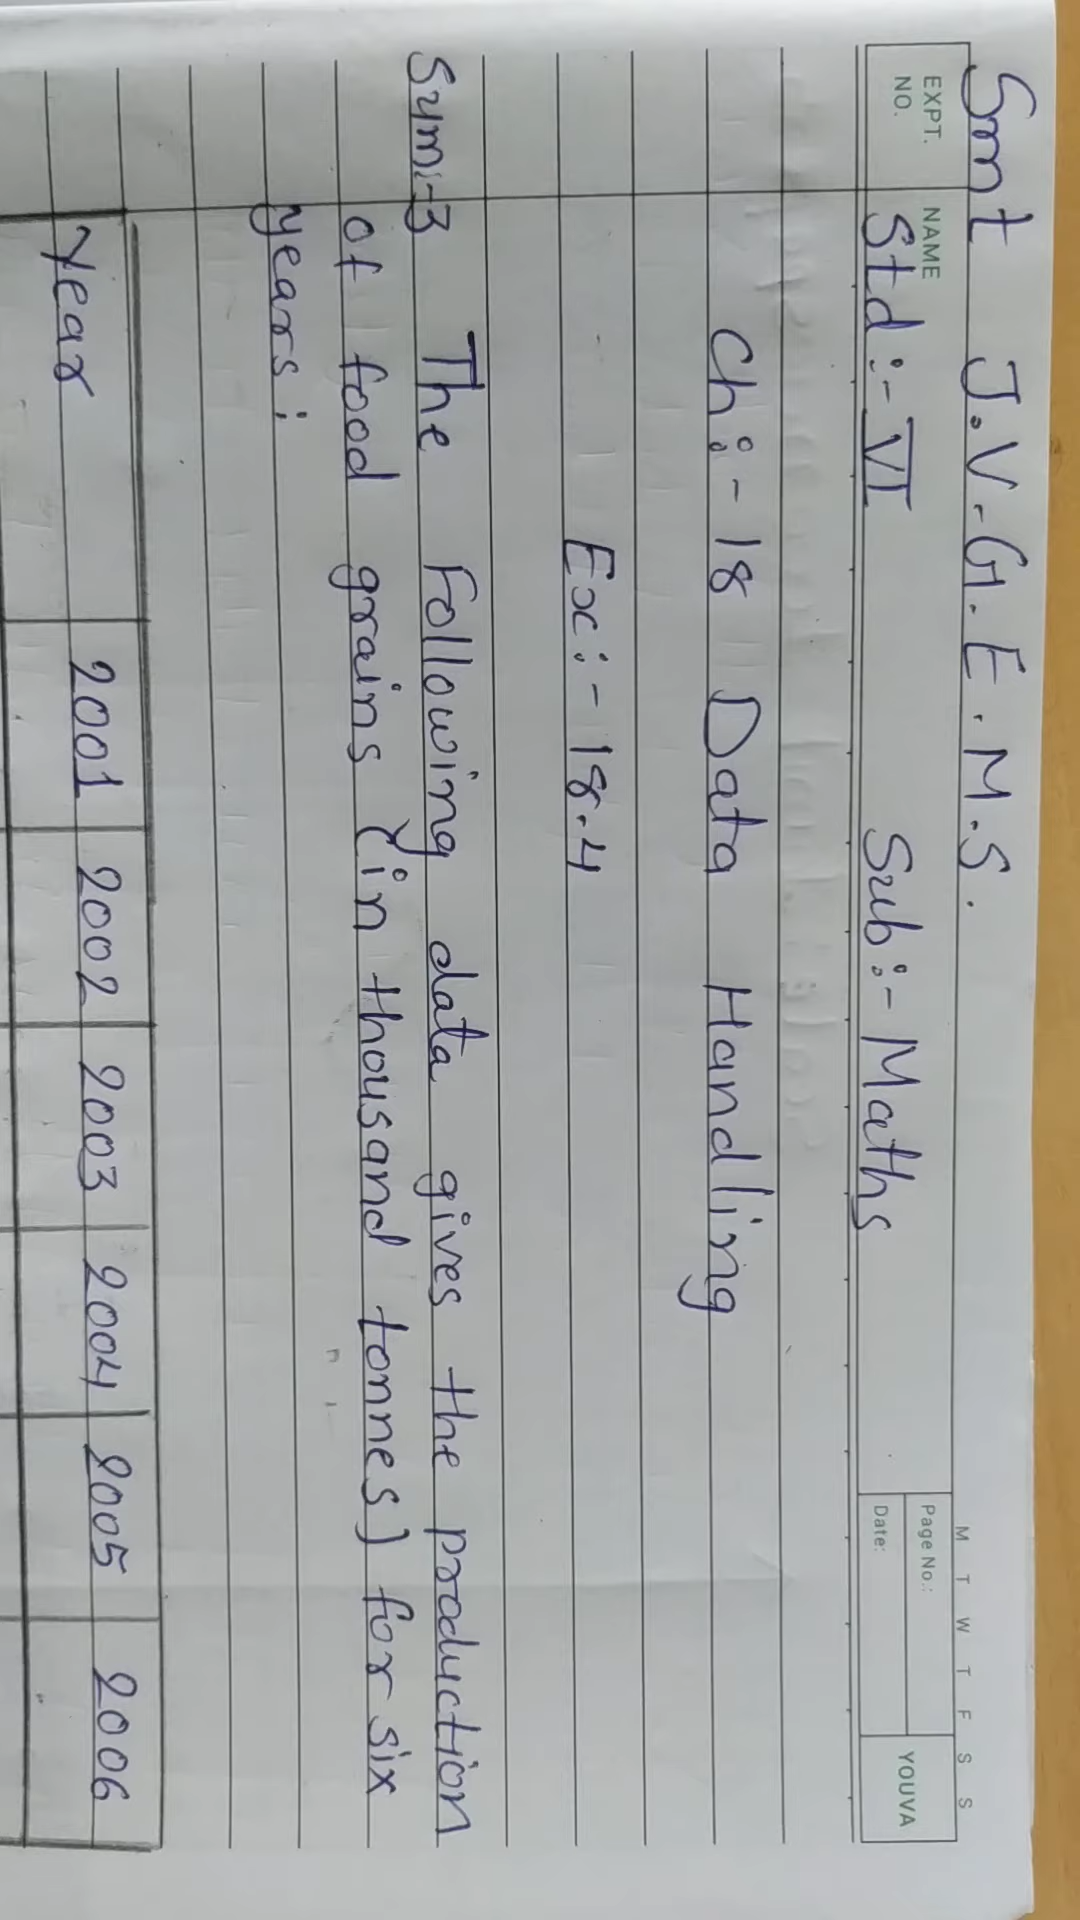 Smt J.V.G.E.M.S.
M T W T F S S
EXPT. NO. NAME Std:- VI Sub:- Maths
Page No.:
Date:
YOUVA
Ch:- 18 Data Handling
Ex:- 18.4
Sum:-3 The Following data gives the production
of food grains (in thousand tonnes) for six
years:
Year 2001 2002 2003 2004 2005 2006